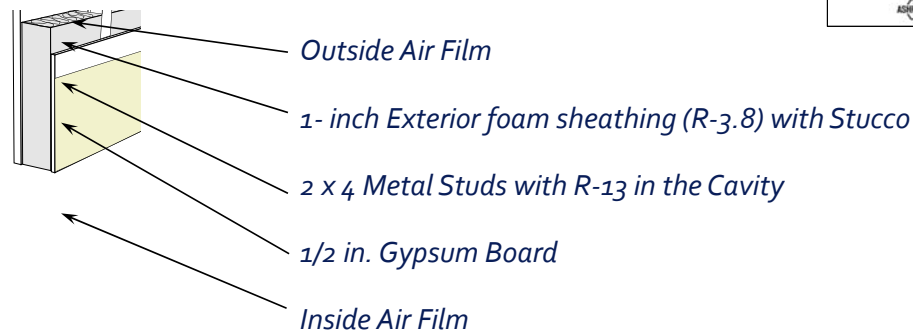 Outside Air Film
1- inch Exterior foam sheathing (R-3.8) with Stucco
2 x 4 Metal Studs with R-13 in the Cavity
1/2 in. Gypsum Board
Inside Air Film